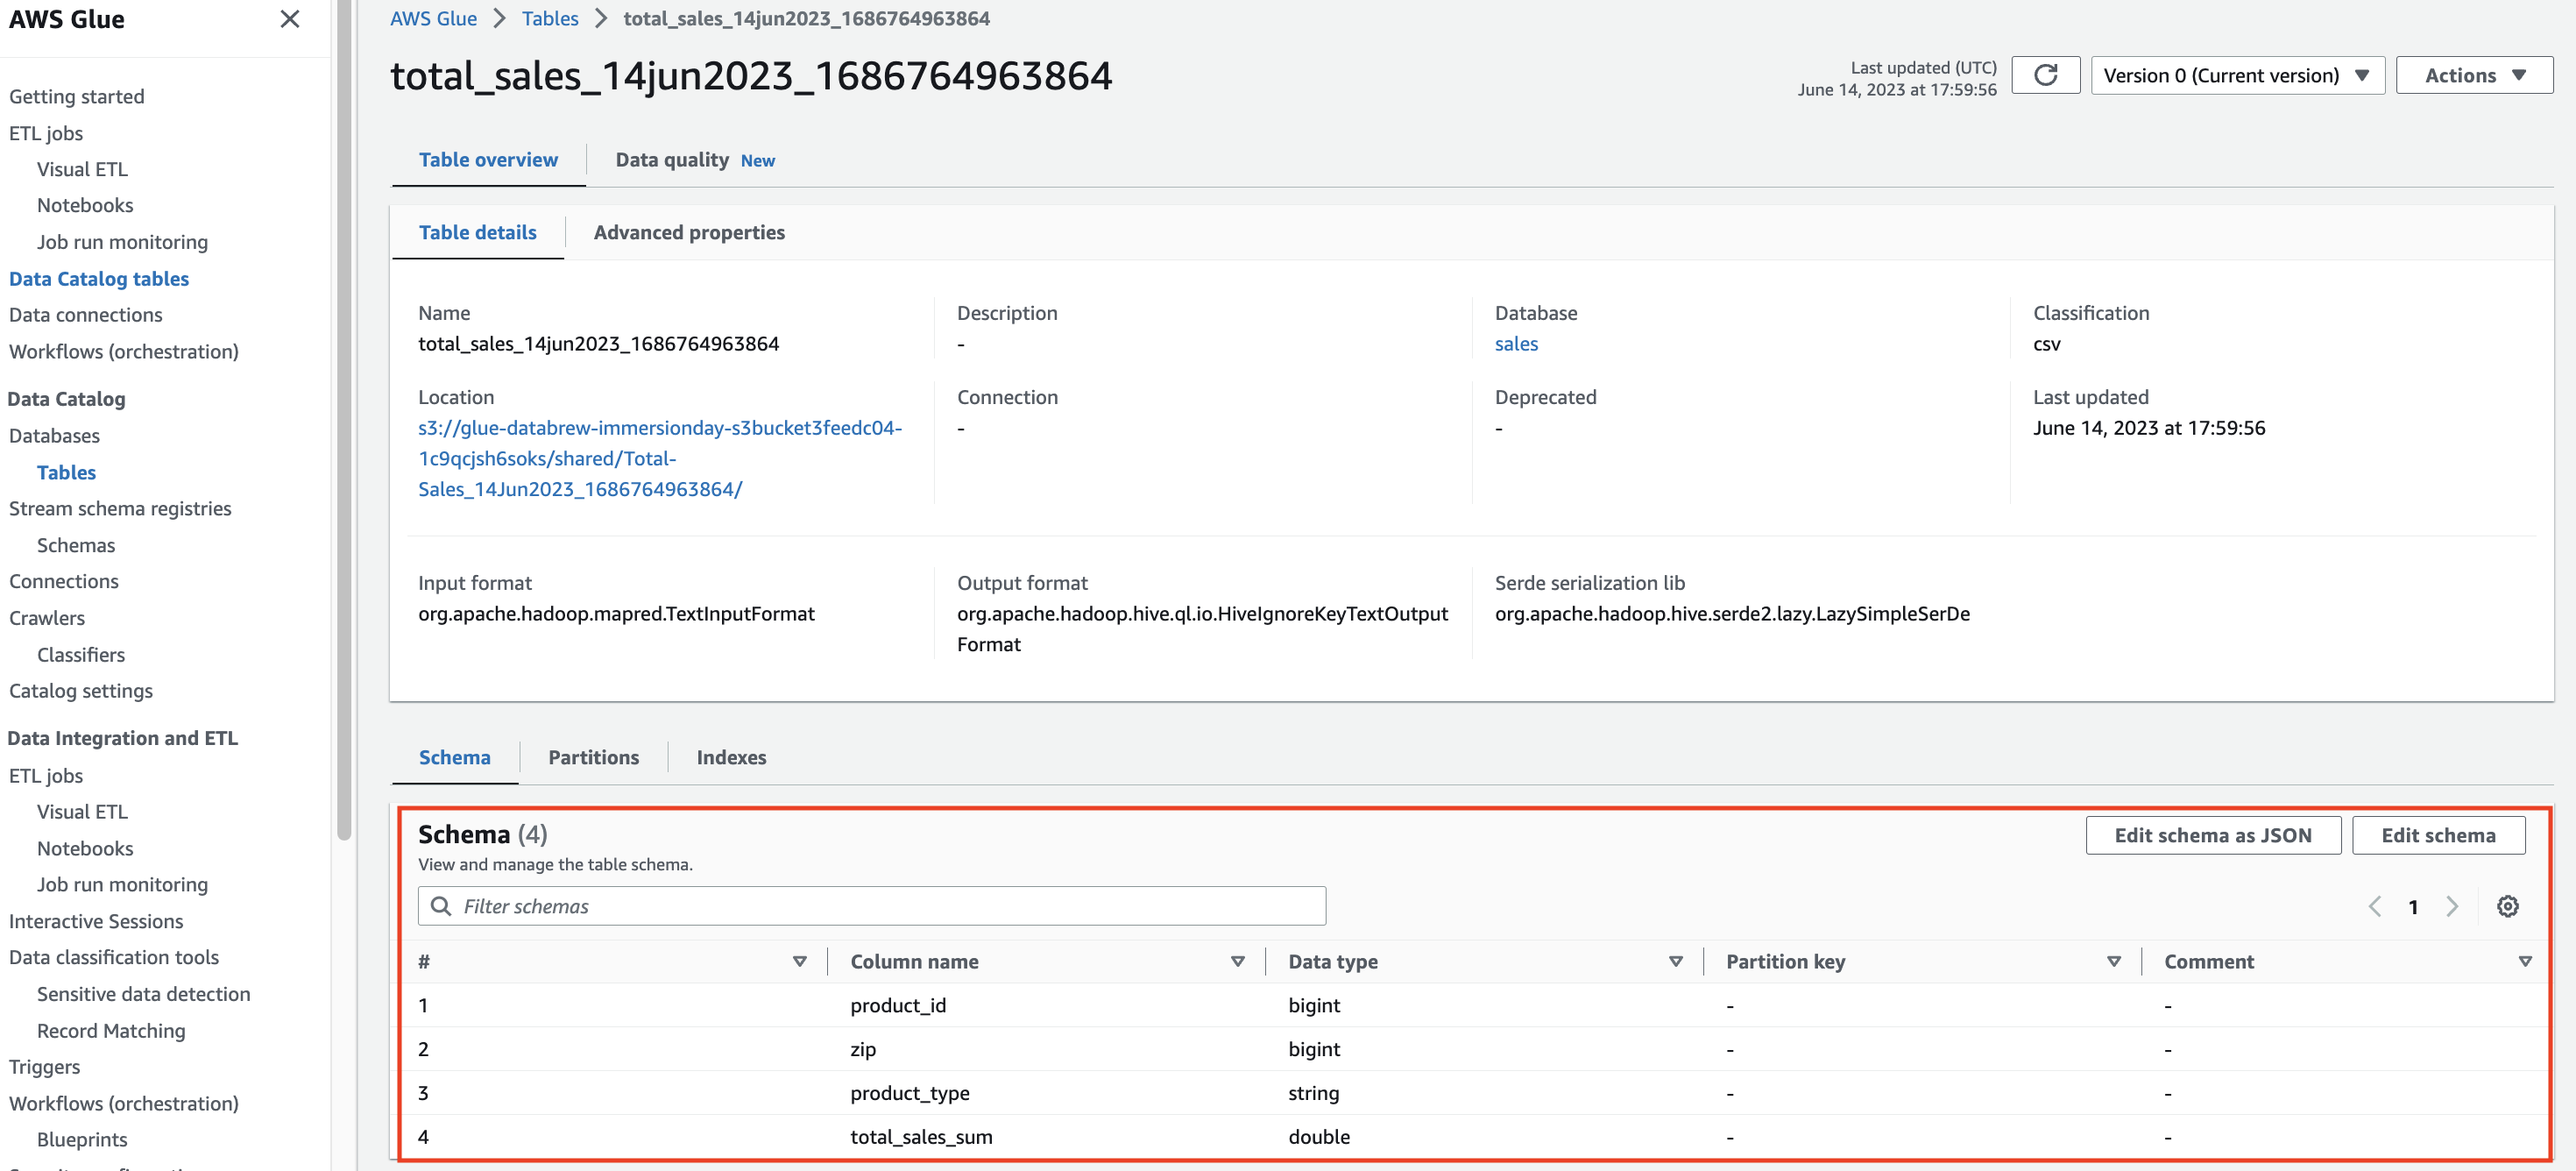 AWS Glue
Getting started
ETL jobs
Visual ETL
Notebooks
Job run monitoring
Data Catalog tables
Data connections
Workflows (orchestration)
Data Catalog
Databases
Tables
Stream schema registries
Schemas
Connections
Crawlers
Classifiers
Catalog settings
Data Integration and ETL
ETL jobs
Visual ETL
Notebooks
Job run monitoring
Interactive Sessions
Data classification tools
Sensitive data detection
Record Matching
Triggers
Workflows (orchestration)
Blueprints
AWS Glue > Tables > total_sales_14jun2023_1686764963864
total_sales_14jun2023_1686764963864
Last updated (UTC)
June 14, 2023 at 17:59:56
Version 0 (Current version)
Actions
Table overview Data quality New
Table details Advanced properties
Name
total_sales_14jun2023_1686764963864
Description
-
Database
sales
Classification
csv
Location
s3://glue-databrew-immersionday-s3bucket3feedc04-
1c9qcjsh6soks/shared/Total-
Sales_14Jun2023_1686764963864/
Connection
-
Deprecated
-
Last updated
June 14, 2023 at 17:59:56
Input format
org.apache.hadoop.mapred.TextInputFormat
Output format
org.apache.hadoop.hive.ql.io.HiveIgnoreKeyTextOutput
Format
Serde serialization lib
org.apache.hadoop.hive.serde2.lazy.LazySimpleSerDe
Schema Partitions Indexes
Schema (4)
View and manage the table schema.
Edit schema as JSON
Edit schema
Filter schemas
1
# Column name Data type Partition key Comment
1 product_id bigint - -
2 zip bigint - -
3 product_type string - -
4 total_sales_sum double - -